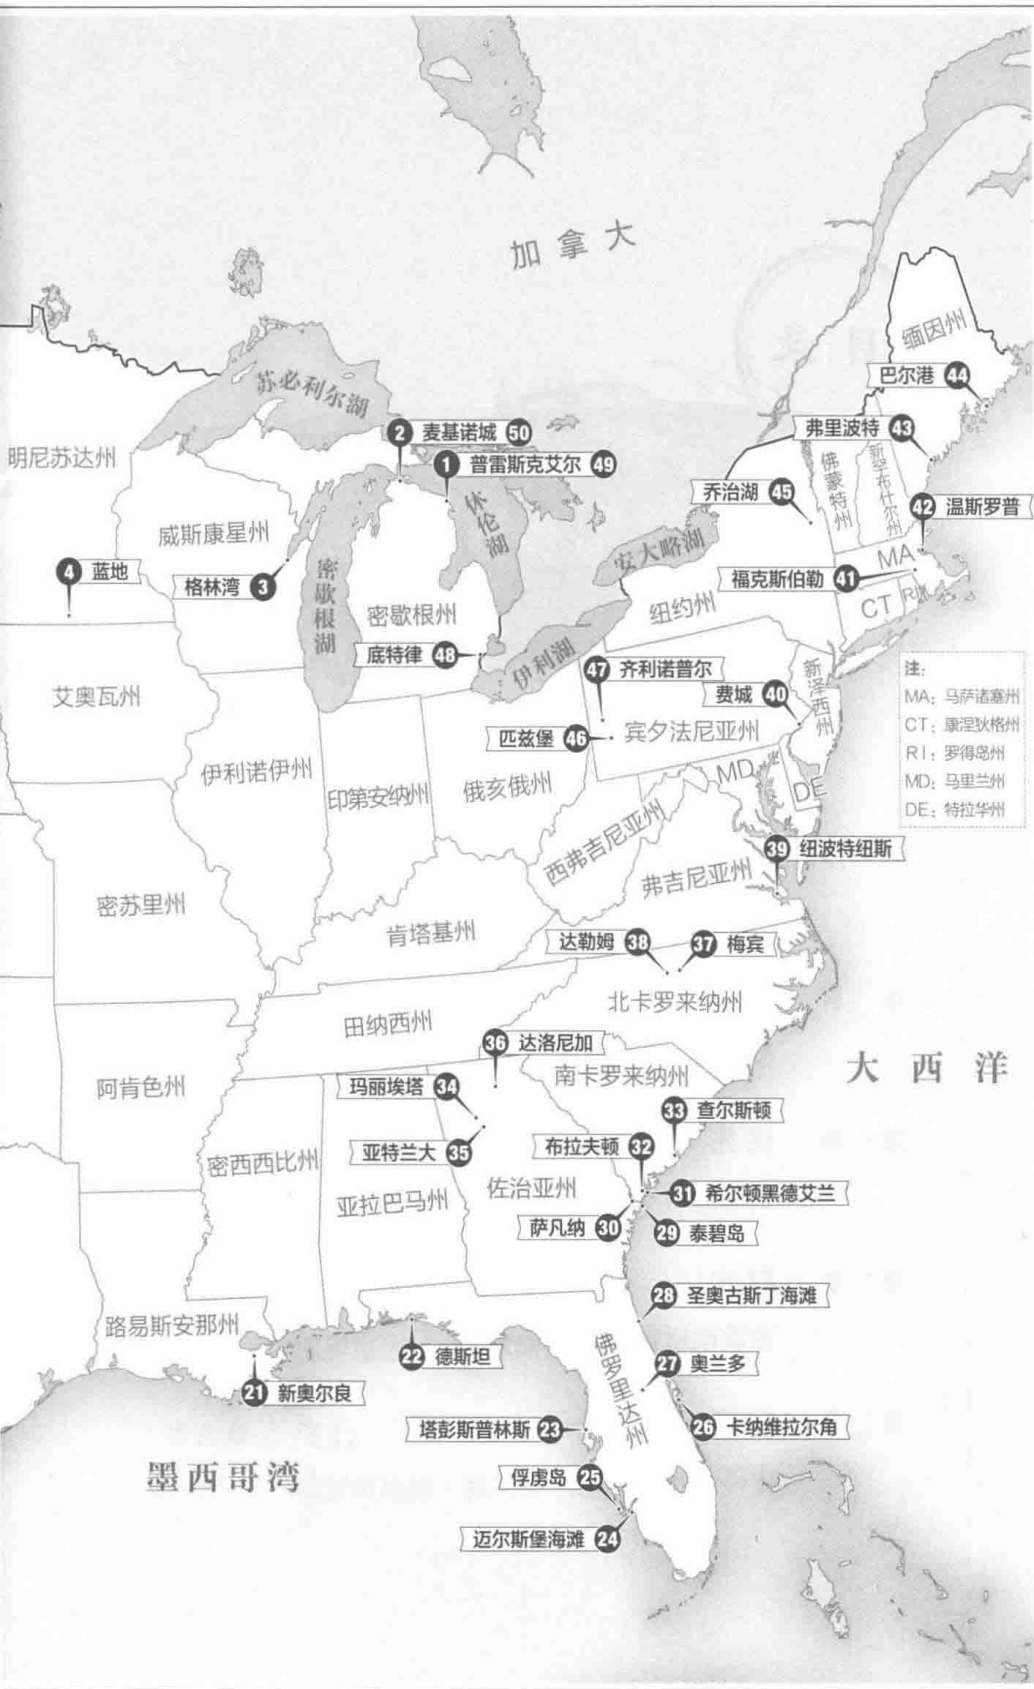 加拿大
缅因州
巴尔港 44
苏必利尔湖
2 麦基诺城 50
弗里波特 43
明尼苏达州
1 普雷斯克艾尔 49
佛蒙特州
新罕布什尔州
乔治湖 45
42 温斯罗普
威斯康星州
休伦湖
安大略湖
MA
4 蓝地
格林湾 3
密歇根湖
密歇根州
福克斯伯勒 41
纽约州
CT
RI
底特律 48
伊利湖
47 齐利诺普尔
新泽西州
注:
MA:马萨诸塞州
CT:康涅狄格州
RI:罗得岛州
MD:马里兰州
DE:特拉华州
艾奥瓦州
费城 40
匹兹堡 46
宾夕法尼亚州
伊利诺伊州
印第安纳州
俄亥俄州
MD
DE
西弗吉尼亚州
39 纽波特纽斯
弗吉尼亚州
密苏里州
肯塔基州
达勒姆 38
37 梅宾
北卡罗来纳州
田纳西州
36 达洛尼加
大西洋
阿肯色州
玛丽埃塔 34
南卡罗来纳州
33 查尔斯顿
亚特兰大 35
布拉夫顿 32
密西西比州
亚拉巴马州
佐治亚州
31 希尔顿黑德艾兰
萨凡纳 30
29 泰碧岛
28 圣奥古斯丁海滩
路易斯安那州
22 德斯坦
佛罗里达州
27 奥兰多
21 新奥尔良
塔彭斯普林斯 23
26 卡纳维拉尔角
墨西哥湾
俘虏岛 25
迈尔斯堡海滩 24